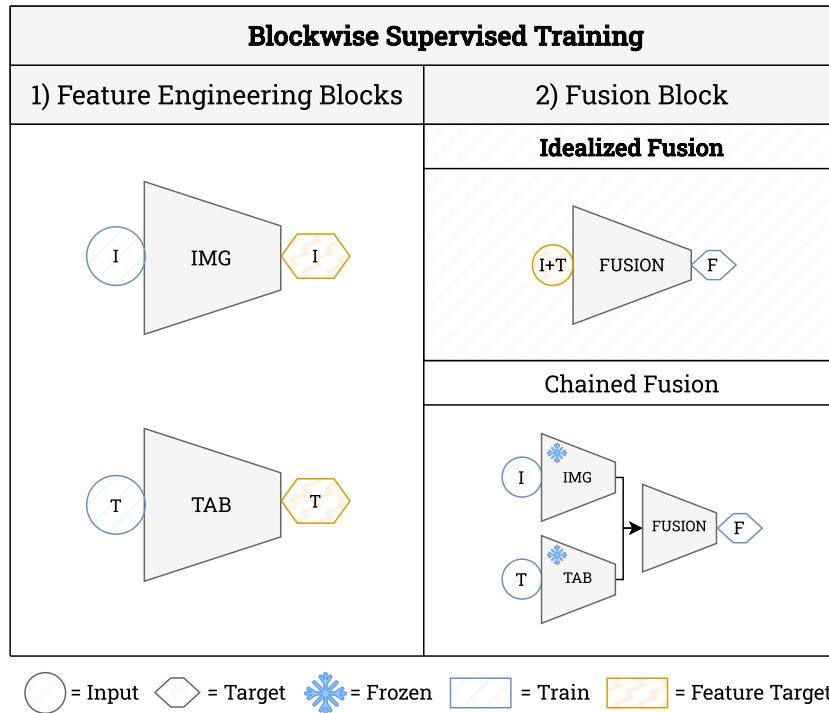 Blockwise Supervised Training
1) Feature Engineering Blocks
2) Fusion Block
I
IMG
I
T
TAB
T
Idealized Fusion
I+T
FUSION
F
Chained Fusion
I
IMG
T
TAB
FUSION
F
= Input
= Target
= Frozen
= Train
= Feature Target